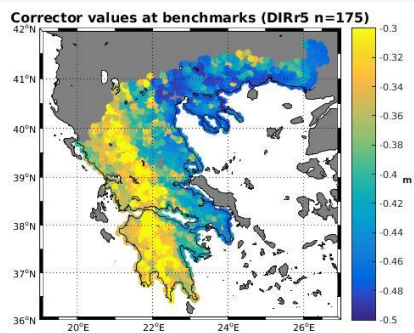 Corrector values at benchmarks (DIRr5 n=175)
42°N
41°N
40°N
39°N
38°N
37°N
36°N
20°E
22°E
24°E
26°E
-0.3
-0.32
-0.34
-0.36
-0.38
-0.4
-0.42
-0.44
-0.46
-0.48
-0.5
m